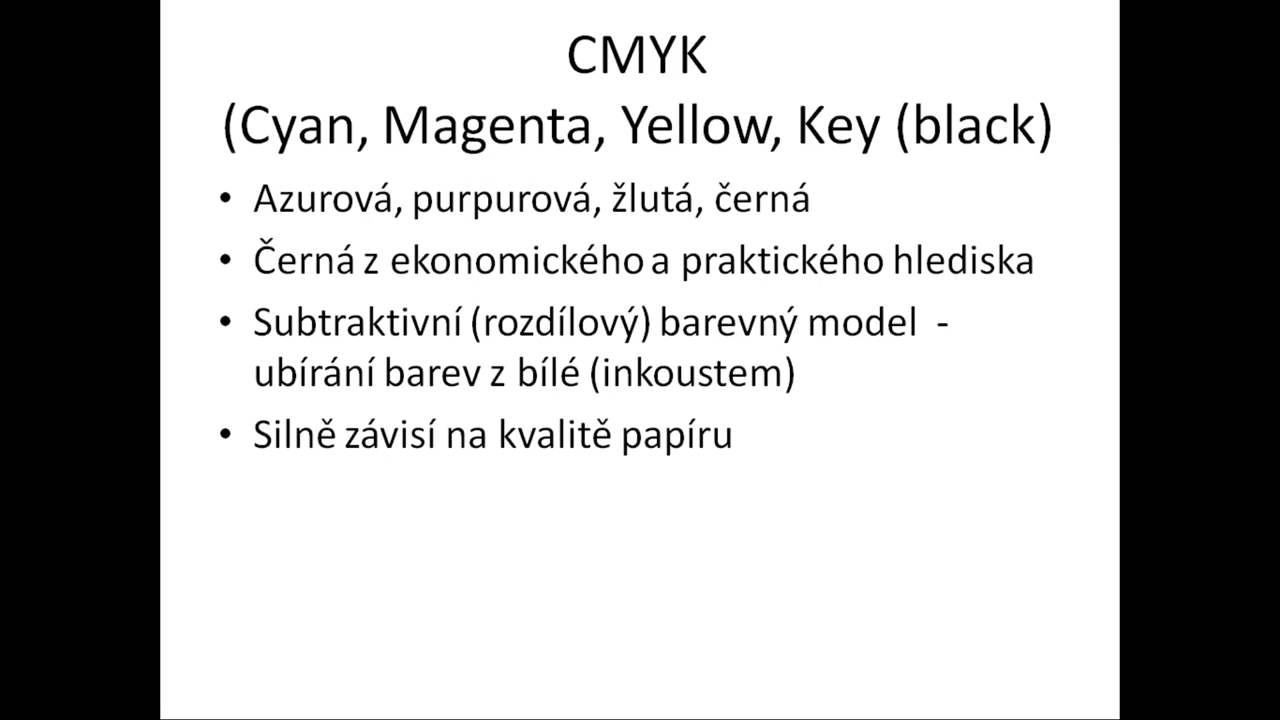 CMYK
(Cyan, Magenta, Yellow, Key (black)
• Azurová, purpurová, žlutá, černá
• Černá z ekonomického a praktického hlediska
• Subtraktivní (rozdílový) barevný model -
ubírání barev z bílé (inkoustem)
• Silně závisí na kvalitě papíru